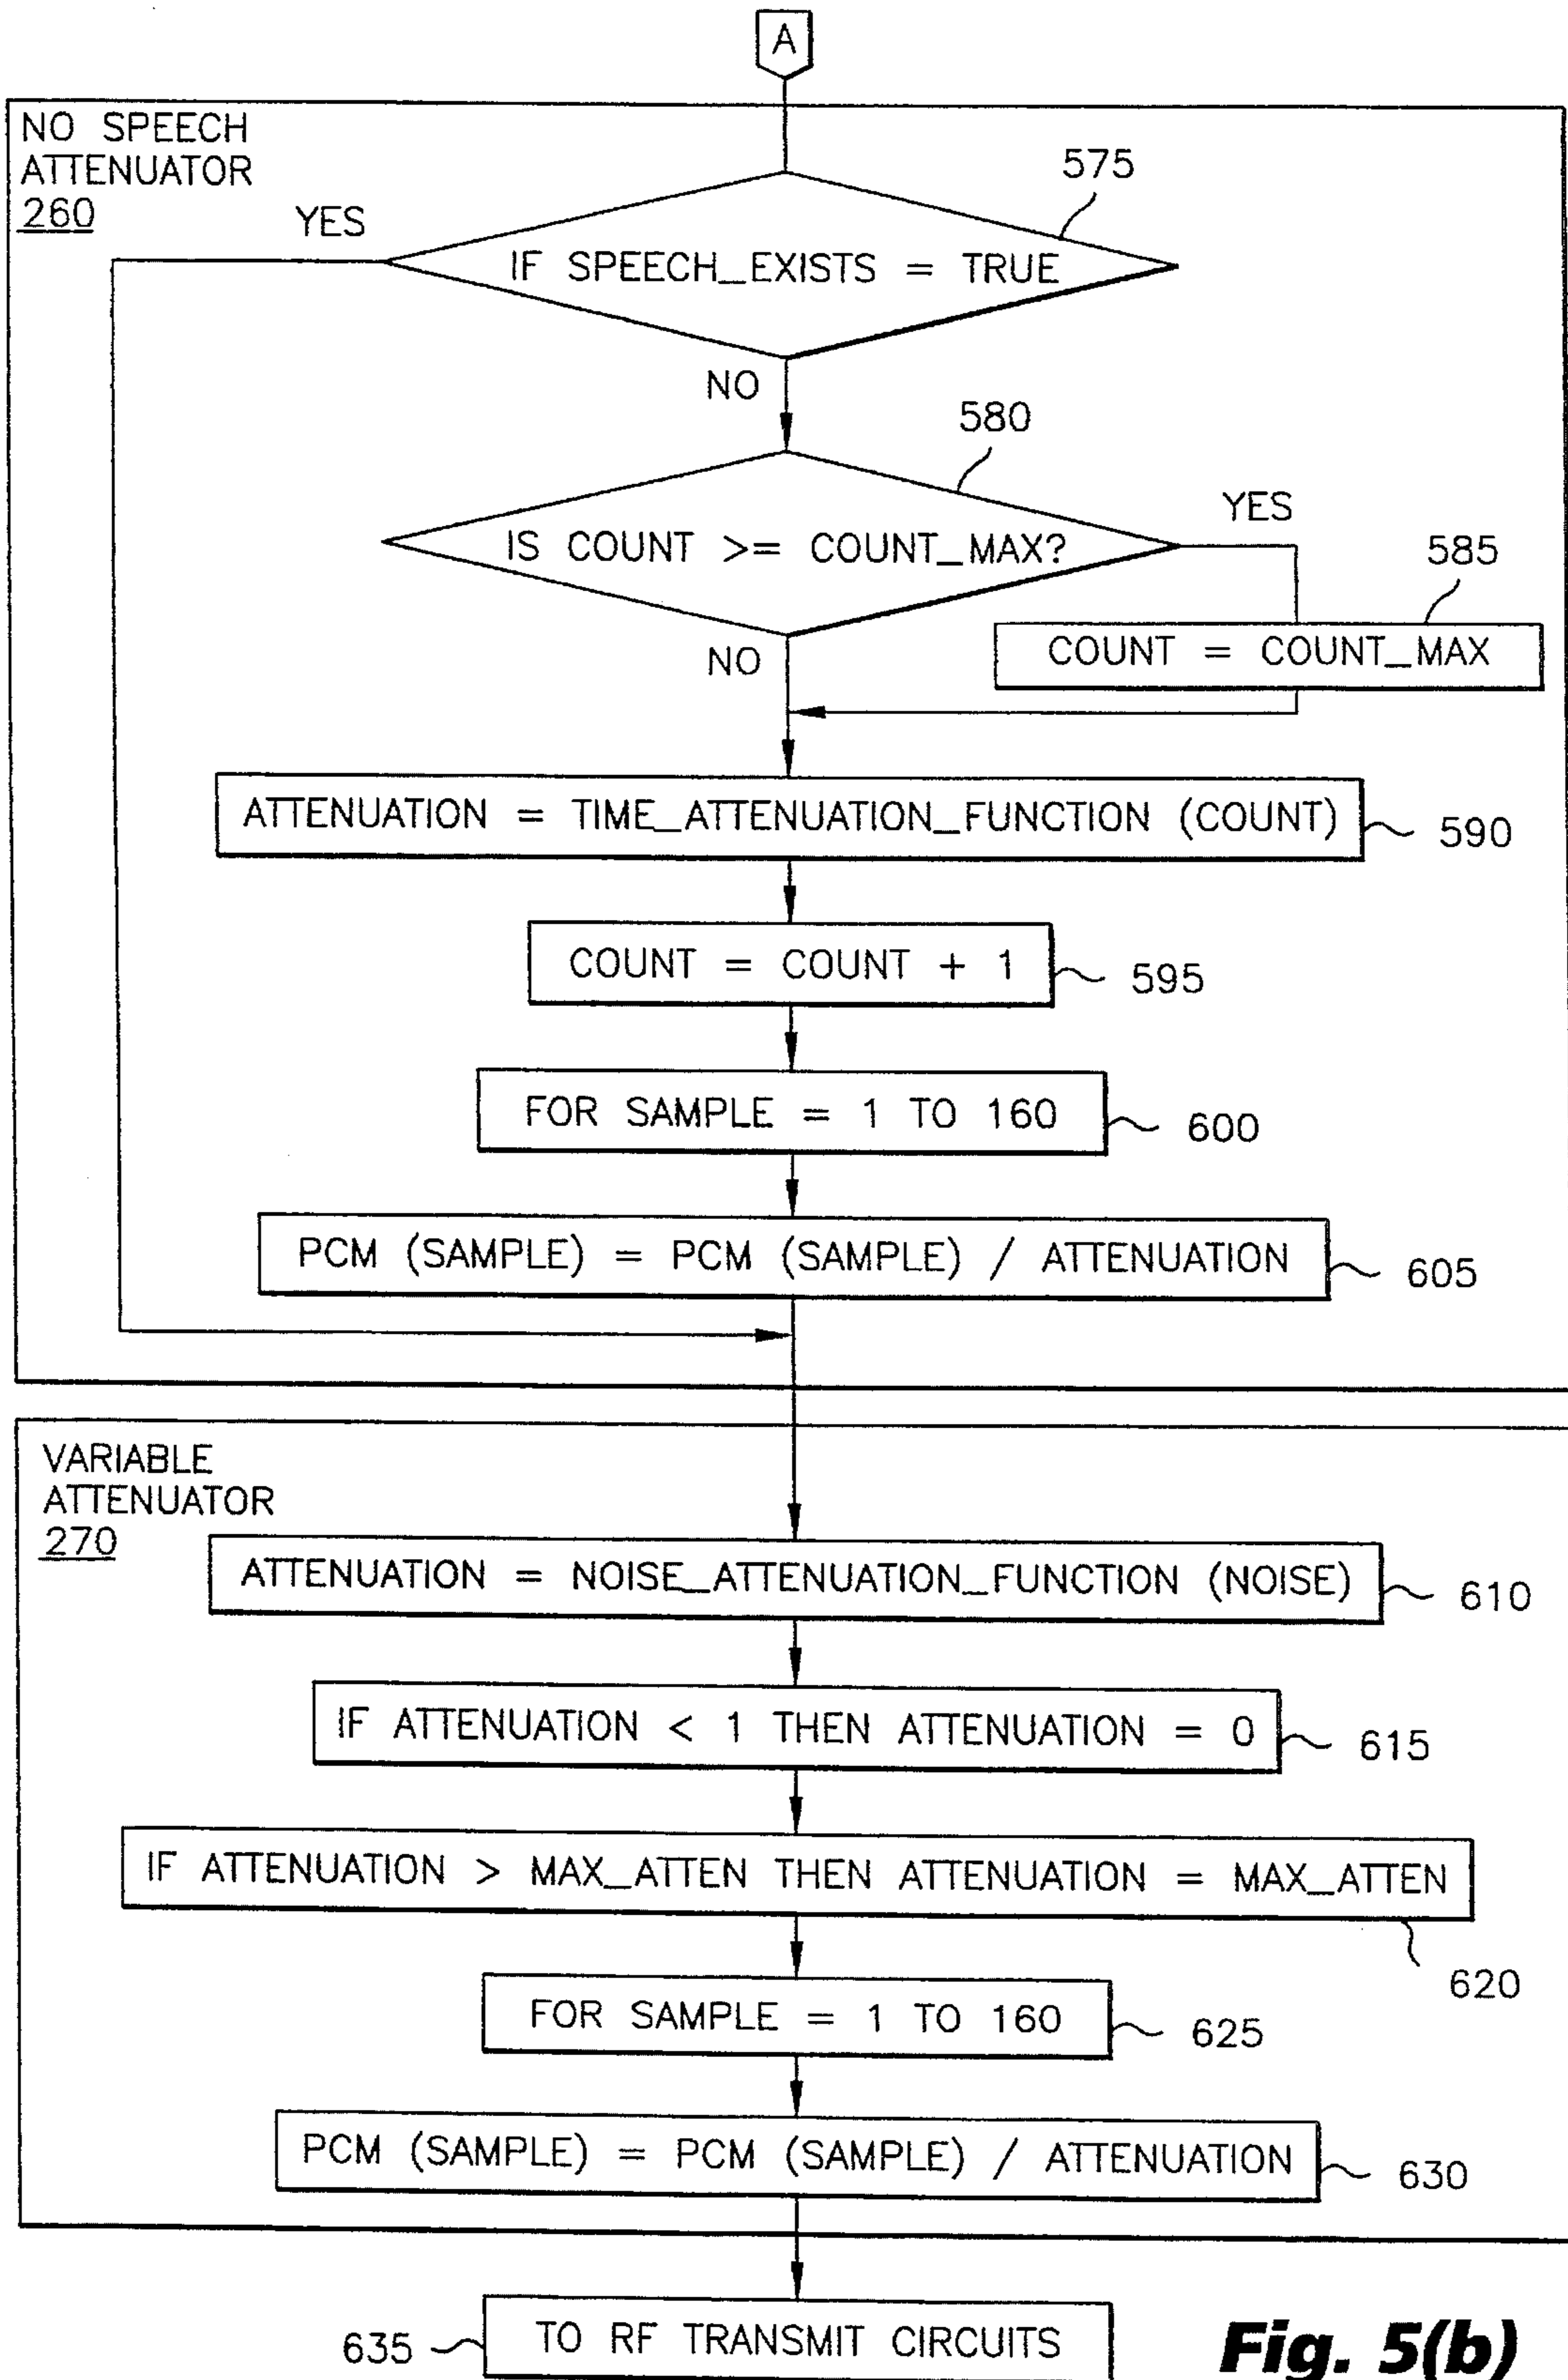 A
NO SPEECH
ATTENUATOR
260
YES
575
IF SPEECH_EXISTS = TRUE
NO
580
IS COUNT >= COUNT_MAX?
YES
585
COUNT = COUNT_MAX
NO
ATTENUATION = TIME_ATTENUATION_FUNCTION (COUNT)
590
COUNT = COUNT + 1
595
FOR SAMPLE = 1 TO 160
600
PCM (SAMPLE) = PCM (SAMPLE) / ATTENUATION
605
VARIABLE
ATTENUATOR
270
ATTENUATION = NOISE_ATTENUATION_FUNCTION (NOISE)
610
IF ATTENUATION < 1 THEN ATTENUATION = 0
615
IF ATTENUATION > MAX_ATTEN THEN ATTENUATION = MAX_ATTEN
620
FOR SAMPLE = 1 TO 160
625
PCM (SAMPLE) = PCM (SAMPLE) / ATTENUATION
630
635
TO RF TRANSMIT CIRCUITS
Fig. 5(b)